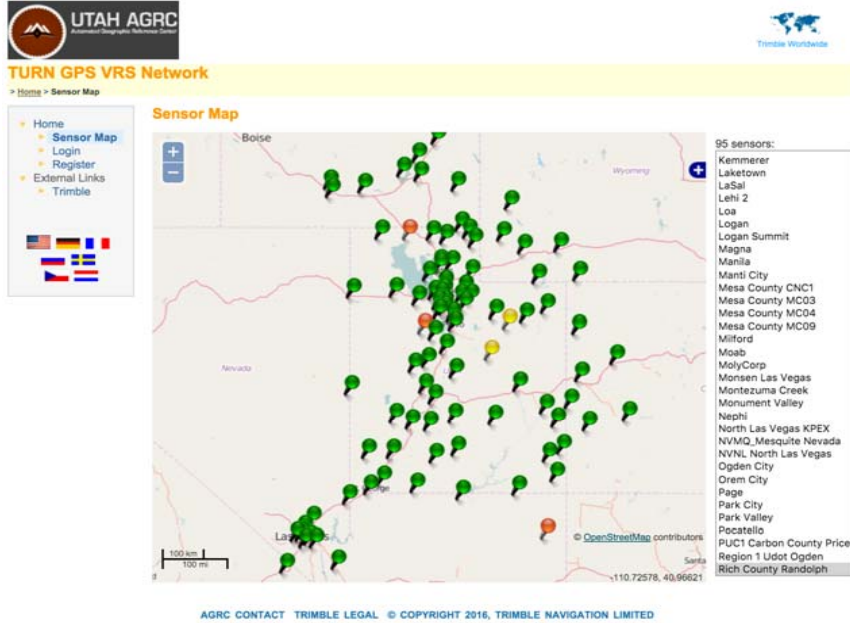 UTAH AGRC
Automated Geographic Reference Center
Trimble Worldwide
TURN GPS VRS Network
> Home > Sensor Map
Home
Sensor Map
Login
Register
External Links
Trimble
Sensor Map
Boise
Wyoming
Nevada
100 km
100 mi
© OpenStreetMap contributors
Santa
-110.72578, 40.96621
95 sensors:
Kemmerer
Laketown
LaSal
Lehi 2
Loa
Logan
Logan Summit
Magna
Manila
Manti City
Mesa County CNC1
Mesa County MC03
Mesa County MC04
Mesa County MC09
Milford
Moab
MolyCorp
Monsen Las Vegas
Montezuma Creek
Monument Valley
Nephi
North Las Vegas KPEX
NVMQ_Mesquite Nevada
NVNL North Las Vegas
Ogden City
Orem City
Page
Park City
Park Valley
Pocatello
PUC1 Carbon County Price
Region 1 Udot Ogden
Rich County Randolph
AGRC CONTACT TRIMBLE LEGAL © COPYRIGHT 2016, TRIMBLE NAVIGATION LIMITED